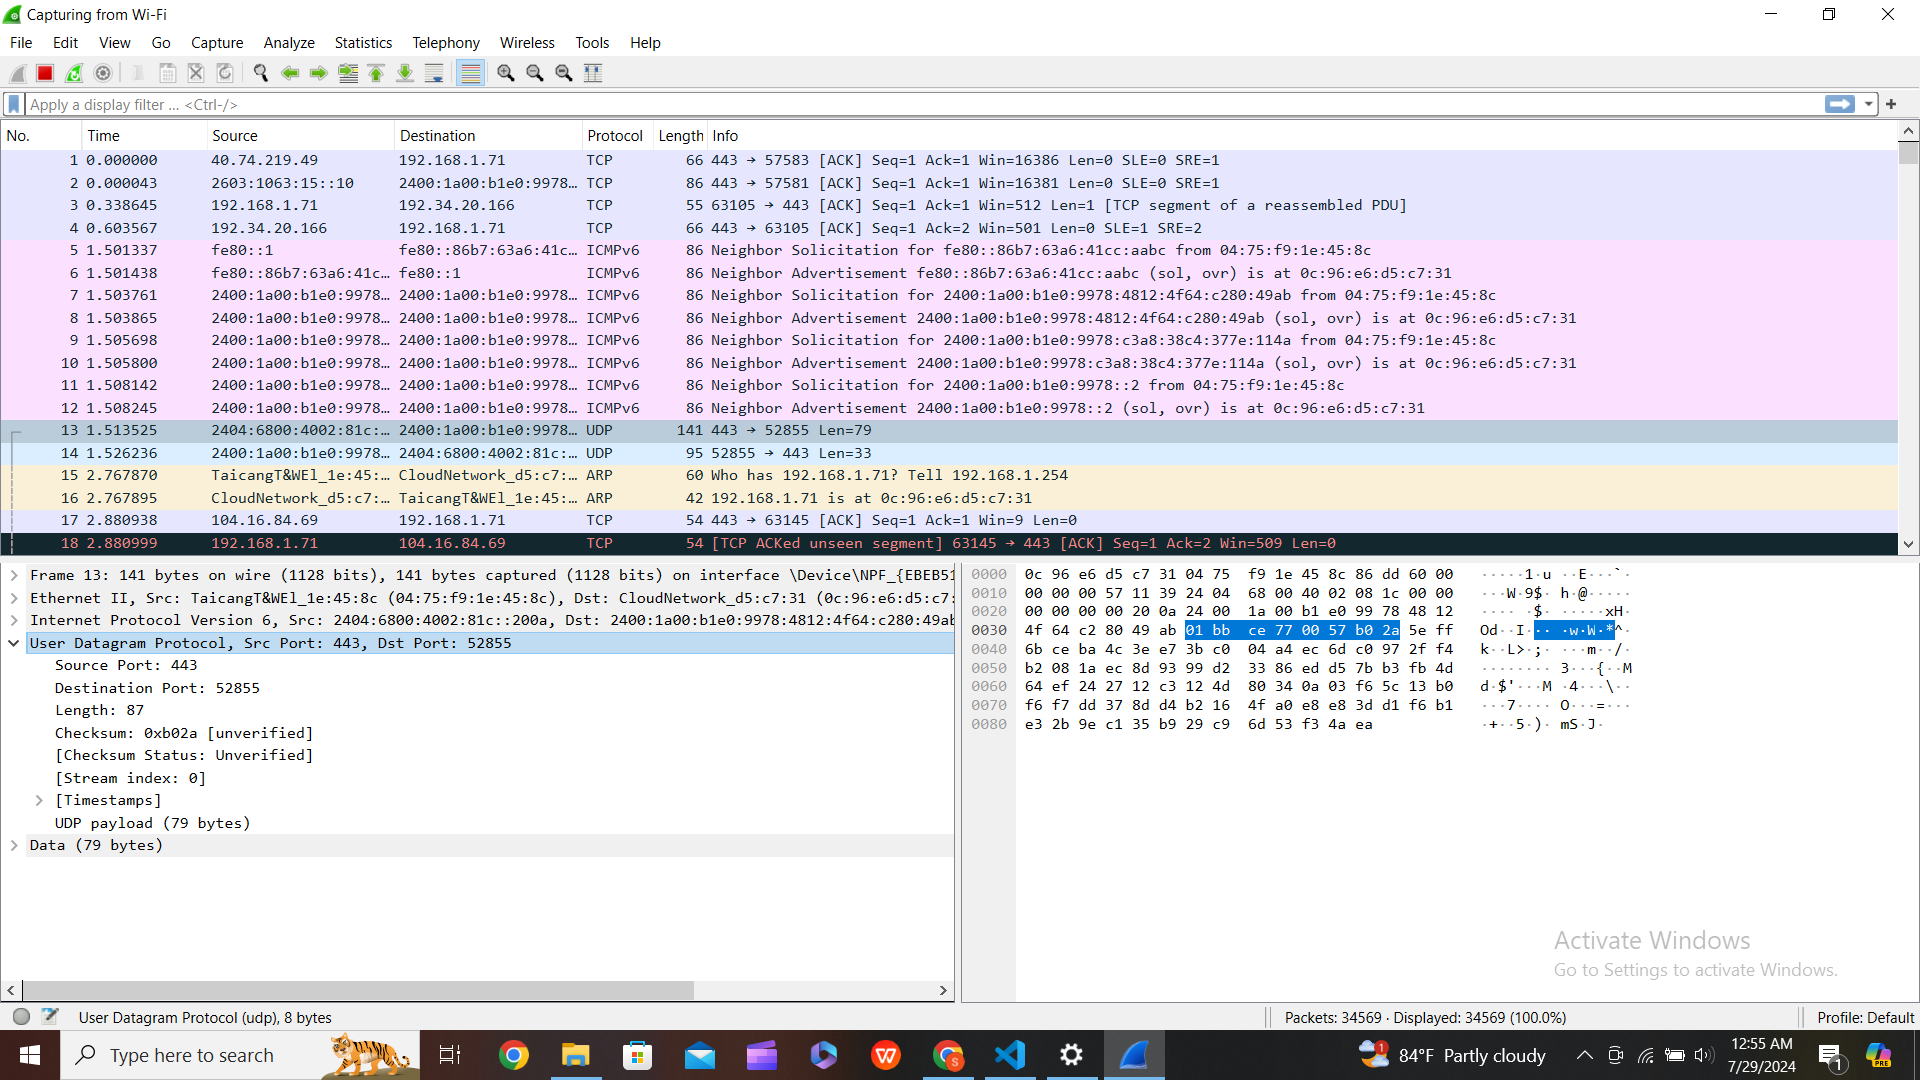 Capturing from Wi-Fi
File Edit View Go Capture Analyze Statistics Telephony Wireless Tools Help
Apply a display filter ... <Ctrl-/>
No. Time Source Destination Protocol Length Info
1 0.000000 40.74.219.49 192.168.1.71 TCP 66 443 → 57583 [ACK] Seq=1 Ack=1 Win=16386 Len=0 SLE=0 SRE=1
2 0.000043 2603:1063:15::10 2400:1a00:b1e0:9978… TCP 86 443 → 57581 [ACK] Seq=1 Ack=1 Win=16381 Len=0 SLE=0 SRE=1
3 0.338645 192.168.1.71 192.34.20.166 TCP 55 63105 → 443 [ACK] Seq=1 Ack=1 Win=512 Len=1 [TCP segment of a reassembled PDU]
4 0.603567 192.34.20.166 192.168.1.71 TCP 66 443 → 63105 [ACK] Seq=1 Ack=2 Win=501 Len=0 SLE=1 SRE=2
5 1.501337 fe80::1 fe80::86b7:63a6:41c… ICMPv6 86 Neighbor Solicitation for fe80::86b7:63a6:41cc:aabc from 04:75:f9:1e:45:8c
6 1.501438 fe80::86b7:63a6:41c… fe80::1 ICMPv6 86 Neighbor Advertisement fe80::86b7:63a6:41cc:aabc (sol, ovr) is at 0c:96:e6:d5:c7:31
7 1.503761 2400:1a00:b1e0:9978… 2400:1a00:b1e0:9978… ICMPv6 86 Neighbor Solicitation for 2400:1a00:b1e0:9978:4812:4f64:c280:49ab from 04:75:f9:1e:45:8c
8 1.503865 2400:1a00:b1e0:9978… 2400:1a00:b1e0:9978… ICMPv6 86 Neighbor Advertisement 2400:1a00:b1e0:9978:4812:4f64:c280:49ab (sol, ovr) is at 0c:96:e6:d5:c7:31
9 1.505698 2400:1a00:b1e0:9978… 2400:1a00:b1e0:9978… ICMPv6 86 Neighbor Solicitation for 2400:1a00:b1e0:9978:c3a8:38c4:377e:114a from 04:75:f9:1e:45:8c
10 1.505800 2400:1a00:b1e0:9978… 2400:1a00:b1e0:9978… ICMPv6 86 Neighbor Advertisement 2400:1a00:b1e0:9978:c3a8:38c4:377e:114a (sol, ovr) is at 0c:96:e6:d5:c7:31
11 1.508142 2400:1a00:b1e0:9978… 2400:1a00:b1e0:9978… ICMPv6 86 Neighbor Solicitation for 2400:1a00:b1e0:9978::2 from 04:75:f9:1e:45:8c
12 1.508245 2400:1a00:b1e0:9978… 2400:1a00:b1e0:9978… ICMPv6 86 Neighbor Advertisement 2400:1a00:b1e0:9978::2 (sol, ovr) is at 0c:96:e6:d5:c7:31
13 1.513525 2404:6800:4002:81c:… 2400:1a00:b1e0:9978… UDP 141 443 → 52855 Len=79
14 1.526236 2400:1a00:b1e0:9978… 2404:6800:4002:81c:… UDP 95 52855 → 443 Len=33
15 2.767870 TaicangT&WEl_1e:45:… CloudNetwork_d5:c7:… ARP 60 Who has 192.168.1.71? Tell 192.168.1.254
16 2.767895 CloudNetwork_d5:c7:… TaicangT&WEl_1e:45:… ARP 42 192.168.1.71 is at 0c:96:e6:d5:c7:31
17 2.880938 104.16.84.69 192.168.1.71 TCP 54 443 → 63145 [ACK] Seq=1 Ack=1 Win=9 Len=0
18 2.880999 192.168.1.71 104.16.84.69 TCP 54 [TCP ACKed unseen segment] 63145 → 443 [ACK] Seq=1 Ack=2 Win=509 Len=0
Frame 13: 141 bytes on wire (1128 bits), 141 bytes captured (1128 bits) on interface \Device\NPF_{EBEB51
Ethernet II, Src: TaicangT&WEl_1e:45:8c (04:75:f9:1e:45:8c), Dst: CloudNetwork_d5:c7:31 (0c:96:e6:d5:c7:
Internet Protocol Version 6, Src: 2404:6800:4002:81c::200a, Dst: 2400:1a00:b1e0:9978:4812:4f64:c280:49ab
User Datagram Protocol, Src Port: 443, Dst Port: 52855
Source Port: 443
Destination Port: 52855
Length: 87
Checksum: 0xb02a [unverified]
[Checksum Status: Unverified]
[Stream index: 0]
[Timestamps]
UDP payload (79 bytes)
Data (79 bytes)
0000 0c 96 e6 d5 c7 31 04 75 f9 1e 45 8c 86 dd 60 00 ·····1·u ··E···`·
0010 00 00 00 57 11 39 24 04 68 00 40 02 08 1c 00 00 ···W·9$· h·@·····
0020 00 00 00 00 20 0a 24 00 1a 00 b1 e0 99 78 48 12 ···· ·$· ·····xH·
0030 4f 64 c2 80 49 ab 01 bb ce 77 00 57 b0 2a 5e ff Od··I··· ·w·W·*^·
0040 6b ce ba 4c 3e e7 3b c0 04 a4 ec 6d c0 97 2f f4 k··L>·;· ···m··/·
0050 b2 08 1a ec 8d 93 99 d2 33 86 ed d5 7b b3 fb 4d ········ 3···{··M
0060 64 ef 24 27 12 c3 12 4d 80 34 0a 03 f6 5c 13 b0 d·$'···M ·4···\··
0070 f6 f7 dd 37 8d d4 b2 16 4f a0 e8 e8 3d d1 f6 b1 ···7···· O···=···
0080 e3 2b 9e c1 35 b9 29 c9 6d 53 f3 4a ea ·+··5·)· mS·J·
Activate Windows
Go to Settings to activate Windows.
User Datagram Protocol (udp), 8 bytes
Packets: 34569 · Displayed: 34569 (100.0%)
Profile: Default
Type here to search
84°F Partly cloudy
12:55 AM
7/29/2024